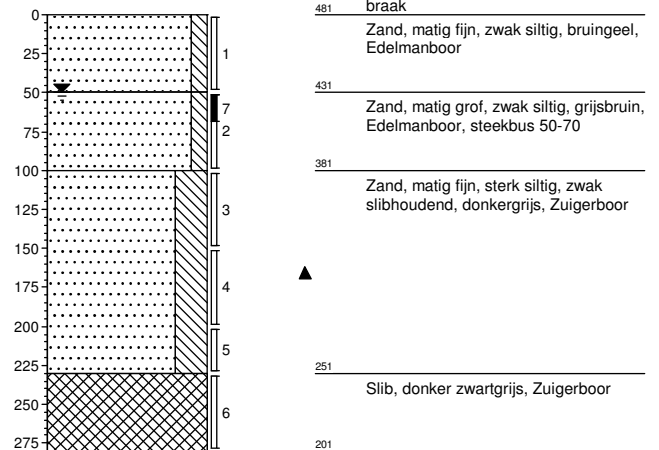 481 braak
0
Zand, matig fijn, zwak siltig, bruingeel,
Edelmanboor
1
25
431
50
Zand, matig grof, zwak siltig, grijsbruin,
Edelmanboor, steekbus 50-70
7
2
75
381
100
Zand, matig fijn, sterk siltig, zwak
slibhoudend, donkergrijs, Zuigerboor
3
125
150
4
175
200
5
225
251
Slib, donker zwartgrijs, Zuigerboor
250
6
275
201